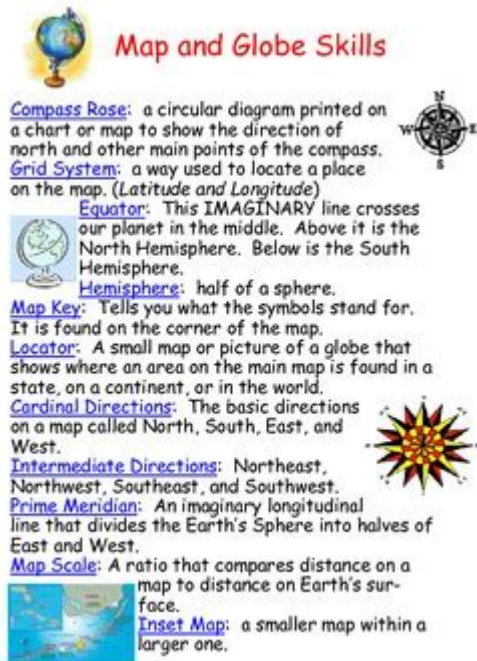 Map and Globe Skills
Compass Rose: a circular diagram printed on
a chart or map to show the direction of
north and other main points of the compass.
N
W E
S
Grid System: a way used to locate a place
on the map. (Latitude and Longitude)
Equator: This IMAGINARY line crosses
our planet in the middle. Above it is the
North Hemisphere. Below is the South
Hemisphere.
Hemisphere: half of a sphere.
Map Key: Tells you what the symbols stand for.
It is found on the corner of the map.
Locator: A small map or picture of a globe that
shows where an area on the main map is found in a
state, on a continent, or in the world.
Cardinal Directions: The basic directions
on a map called North, South, East, and
West.
Intermediate Directions: Northeast,
Northwest, Southeast, and Southwest.
Prime Meridian: An imaginary longitudinal
line that divides the Earth's Sphere into halves of
East and West.
Map Scale: A ratio that compares distance on a
map to distance on Earth's sur-
face.
Inset Map: a smaller map within a
larger one.